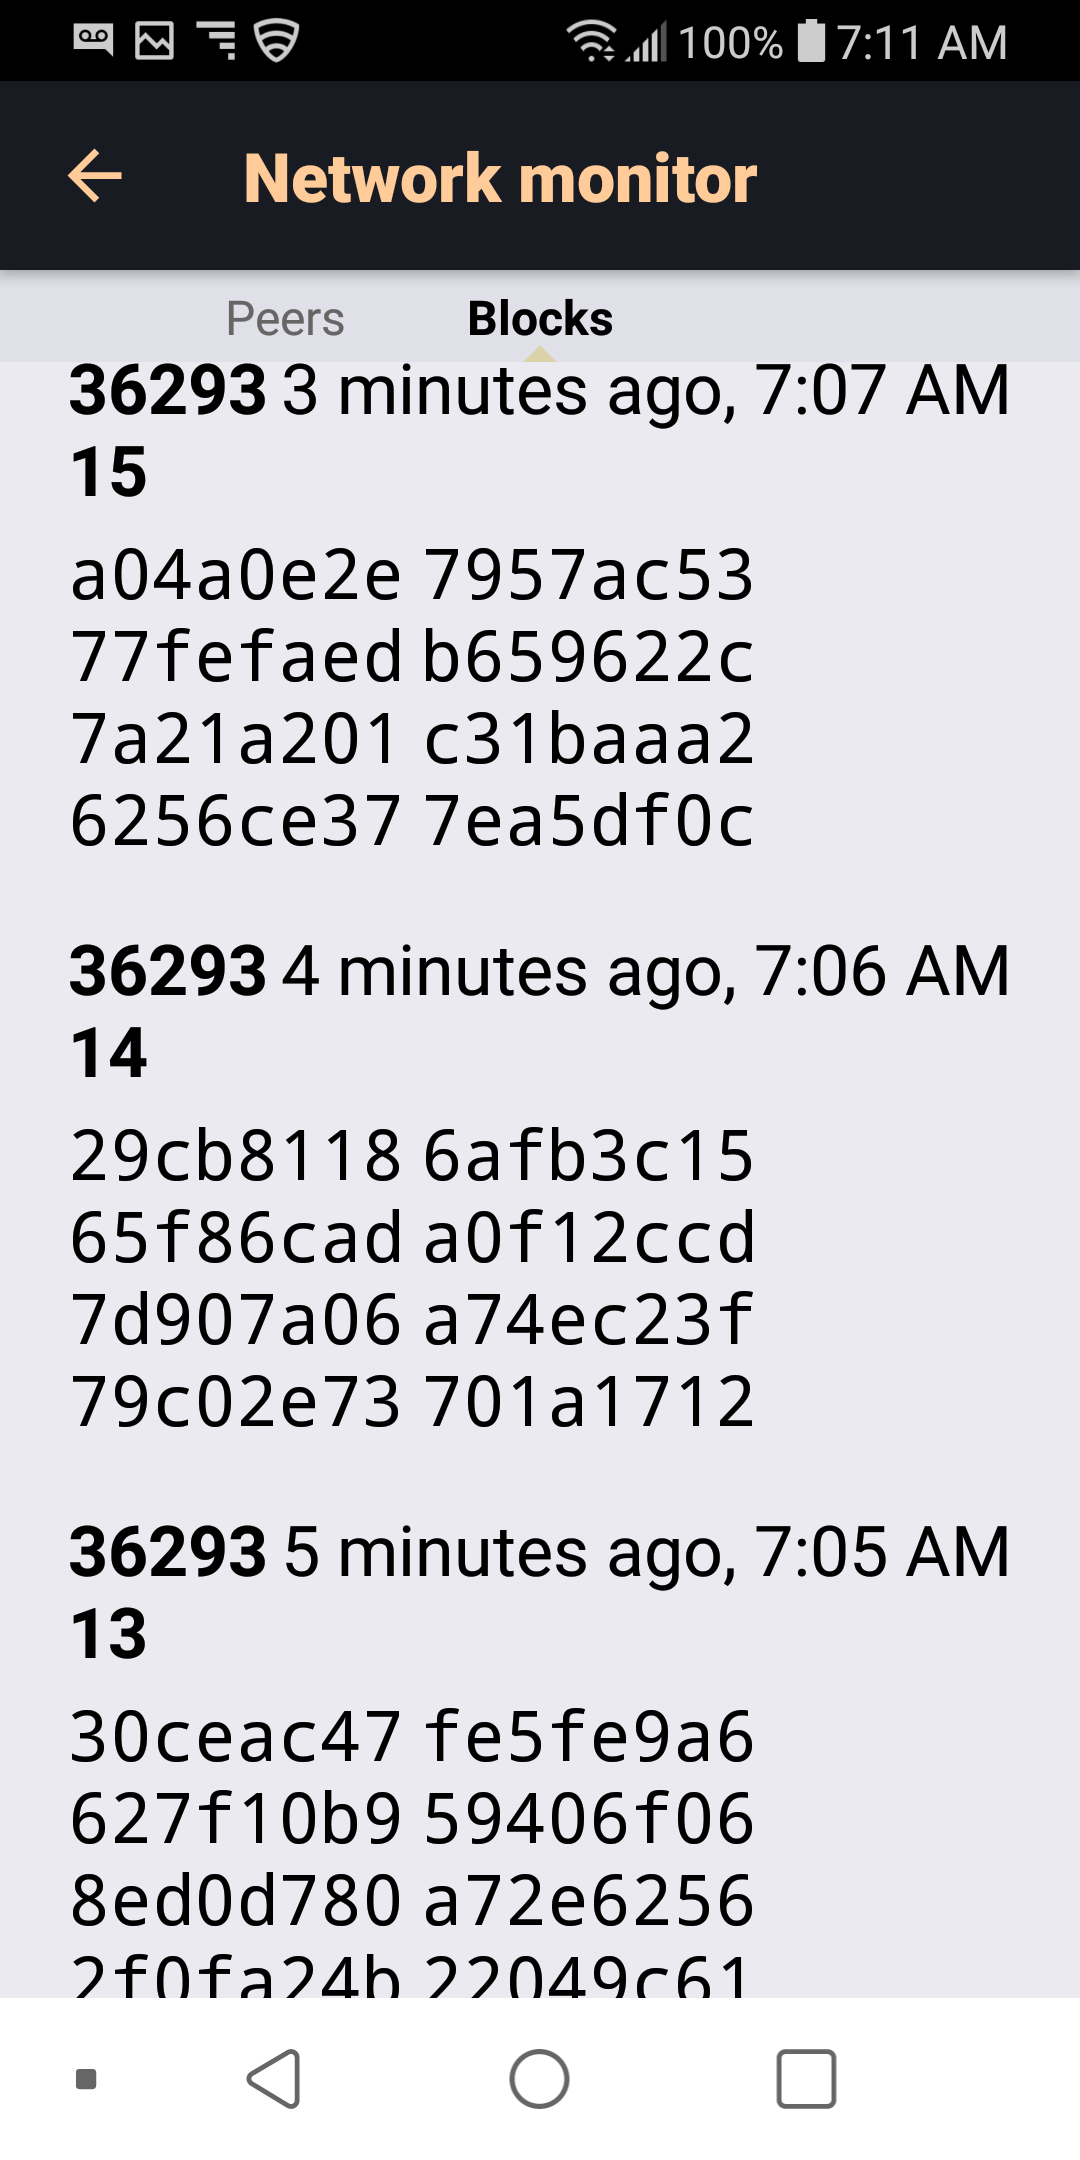 100% 7:11 AM
Network monitor
Peers Blocks
36293 3 minutes ago, 7:07 AM
15
a04a0e2e 7957ac53
77fefaed b659622c
7a21a201 c31baaa2
6256ce37 7ea5df0c
36293 4 minutes ago, 7:06 AM
14
29cb8118 6afb3c15
65f86cad a0f12ccd
7d907a06 a74ec23f
79c02e73 701a1712
36293 5 minutes ago, 7:05 AM
13
30ceac47 fe5fe9a6
627f10b9 59406f06
8ed0d780 a72e6256
2f0fa24b 22049c61